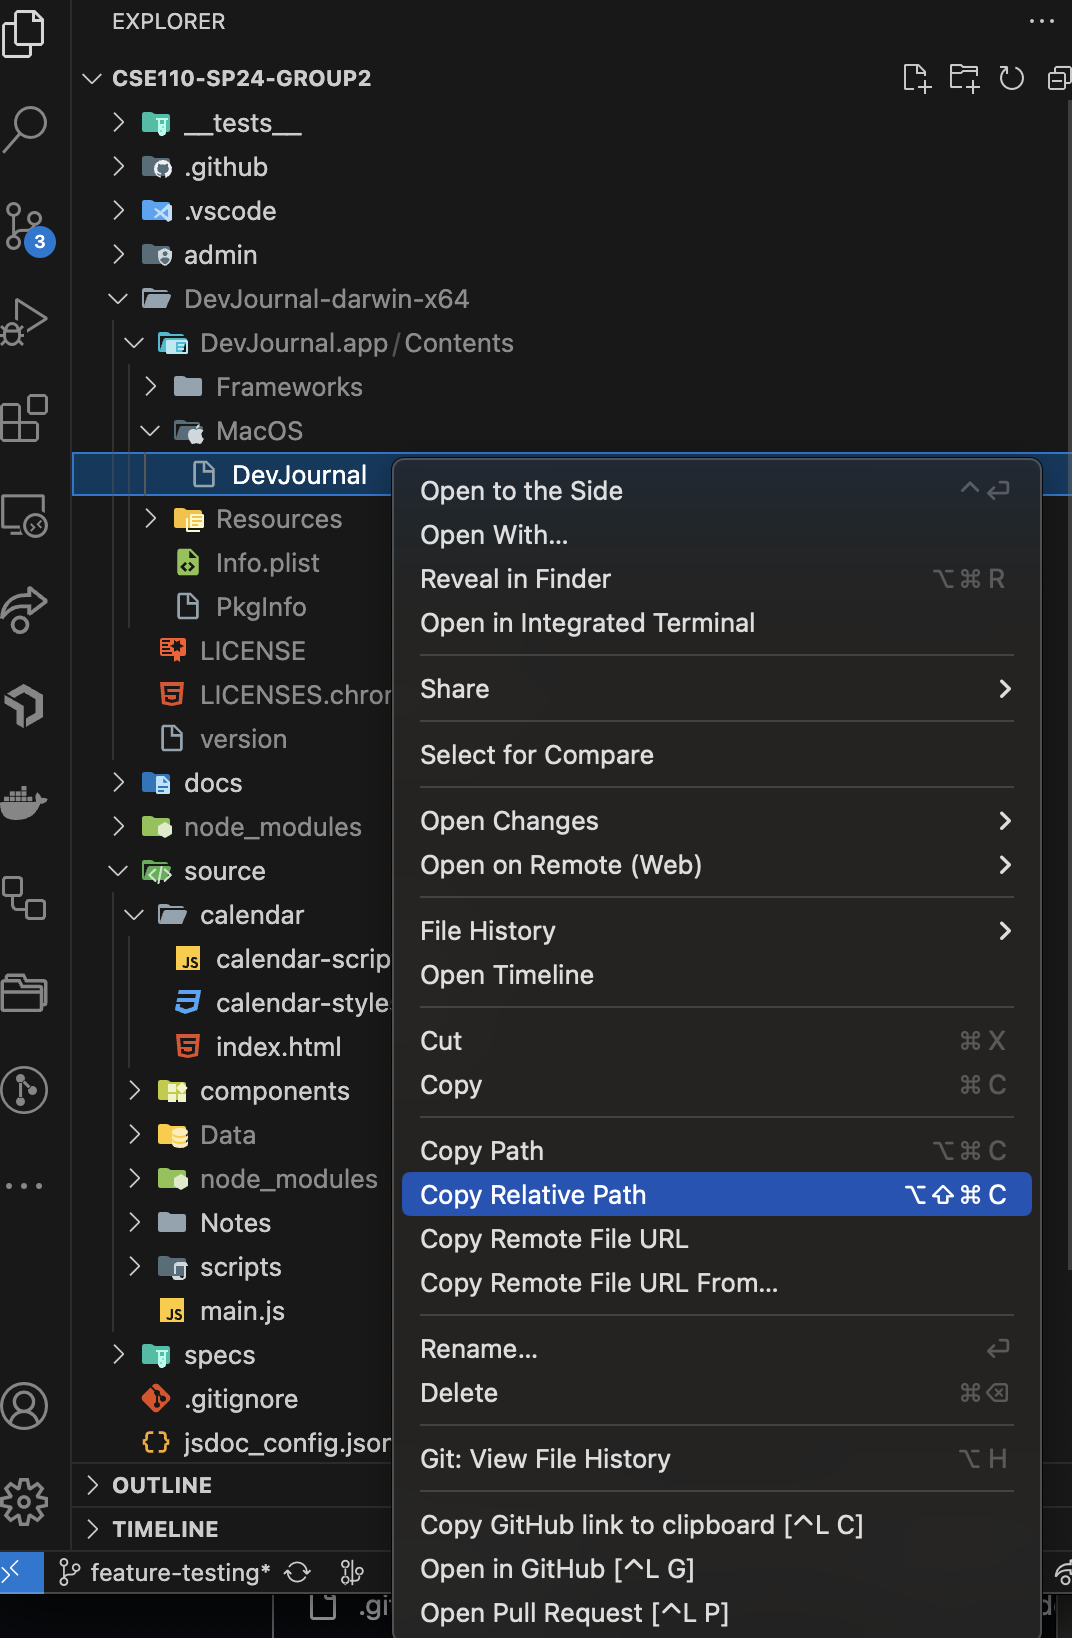 EXPLORER
CSE110-SP24-GROUP2
__tests__
.github
.vscode
3
admin
DevJournal-darwin-x64
DevJournal.app/Contents
Frameworks
MacOS
DevJournal
Resources
Info.plist
PkgInfo
LICENSE
LICENSES.chror
version
docs
node_modules
source
calendar
calendar-scrip
calendar-style
index.html
components
Data
node_modules
Notes
scripts
main.js
specs
.gitignore
jsdoc_config.jsor
OUTLINE
TIMELINE
feature-testing*
.gi
Open to the Side ^ ⏎
Open With...
Reveal in Finder ⌥ ⌘ R
Open in Integrated Terminal
Share
Select for Compare
Open Changes
Open on Remote (Web)
File History
Open Timeline
Cut ⌘ X
Copy ⌘ C
Copy Path ⌥ ⌘ C
Copy Relative Path ⌥ ⇧ ⌘ C
Copy Remote File URL
Copy Remote File URL From...
Rename... ⏎
Delete ⌘ ⌫
Git: View File History ⌥ H
Copy GitHub link to clipboard [^L C]
Open in GitHub [^L G]
Open Pull Request [^L P]